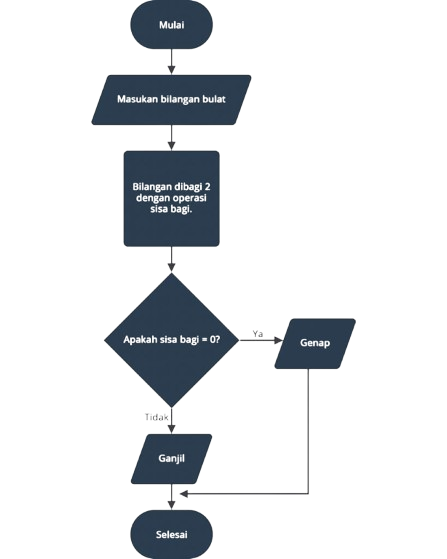 Mulai
Masukan bilangan bulat
Bilangan dibagi 2
dengan operasi
sisa bagi.
Apakah sisa bagi = 0?
Ya
Genap
Tidak
Ganjil
Selesai